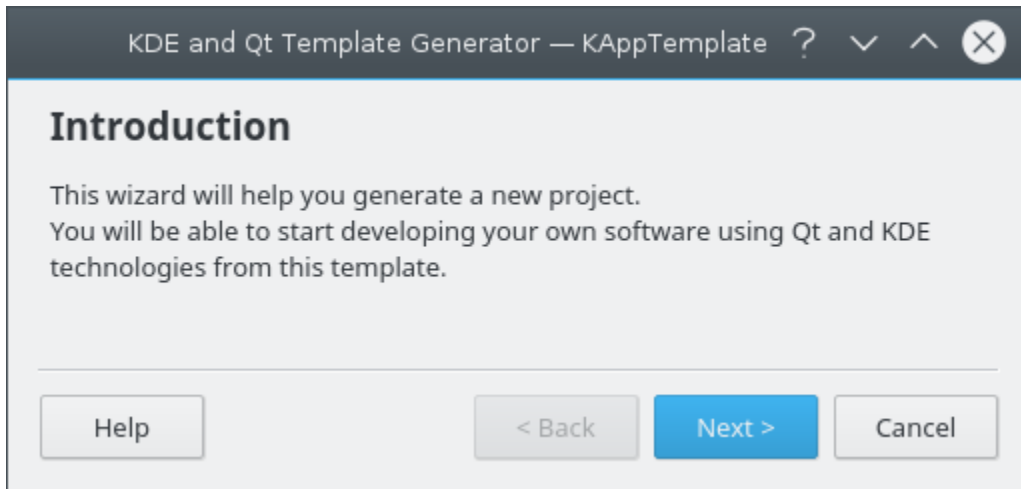 KDE and Qt Template Generator — KAppTemplate ?
Introduction
This wizard will help you generate a new project.
You will be able to start developing your own software using Qt and KDE
technologies from this template.
Help < Back Next > Cancel